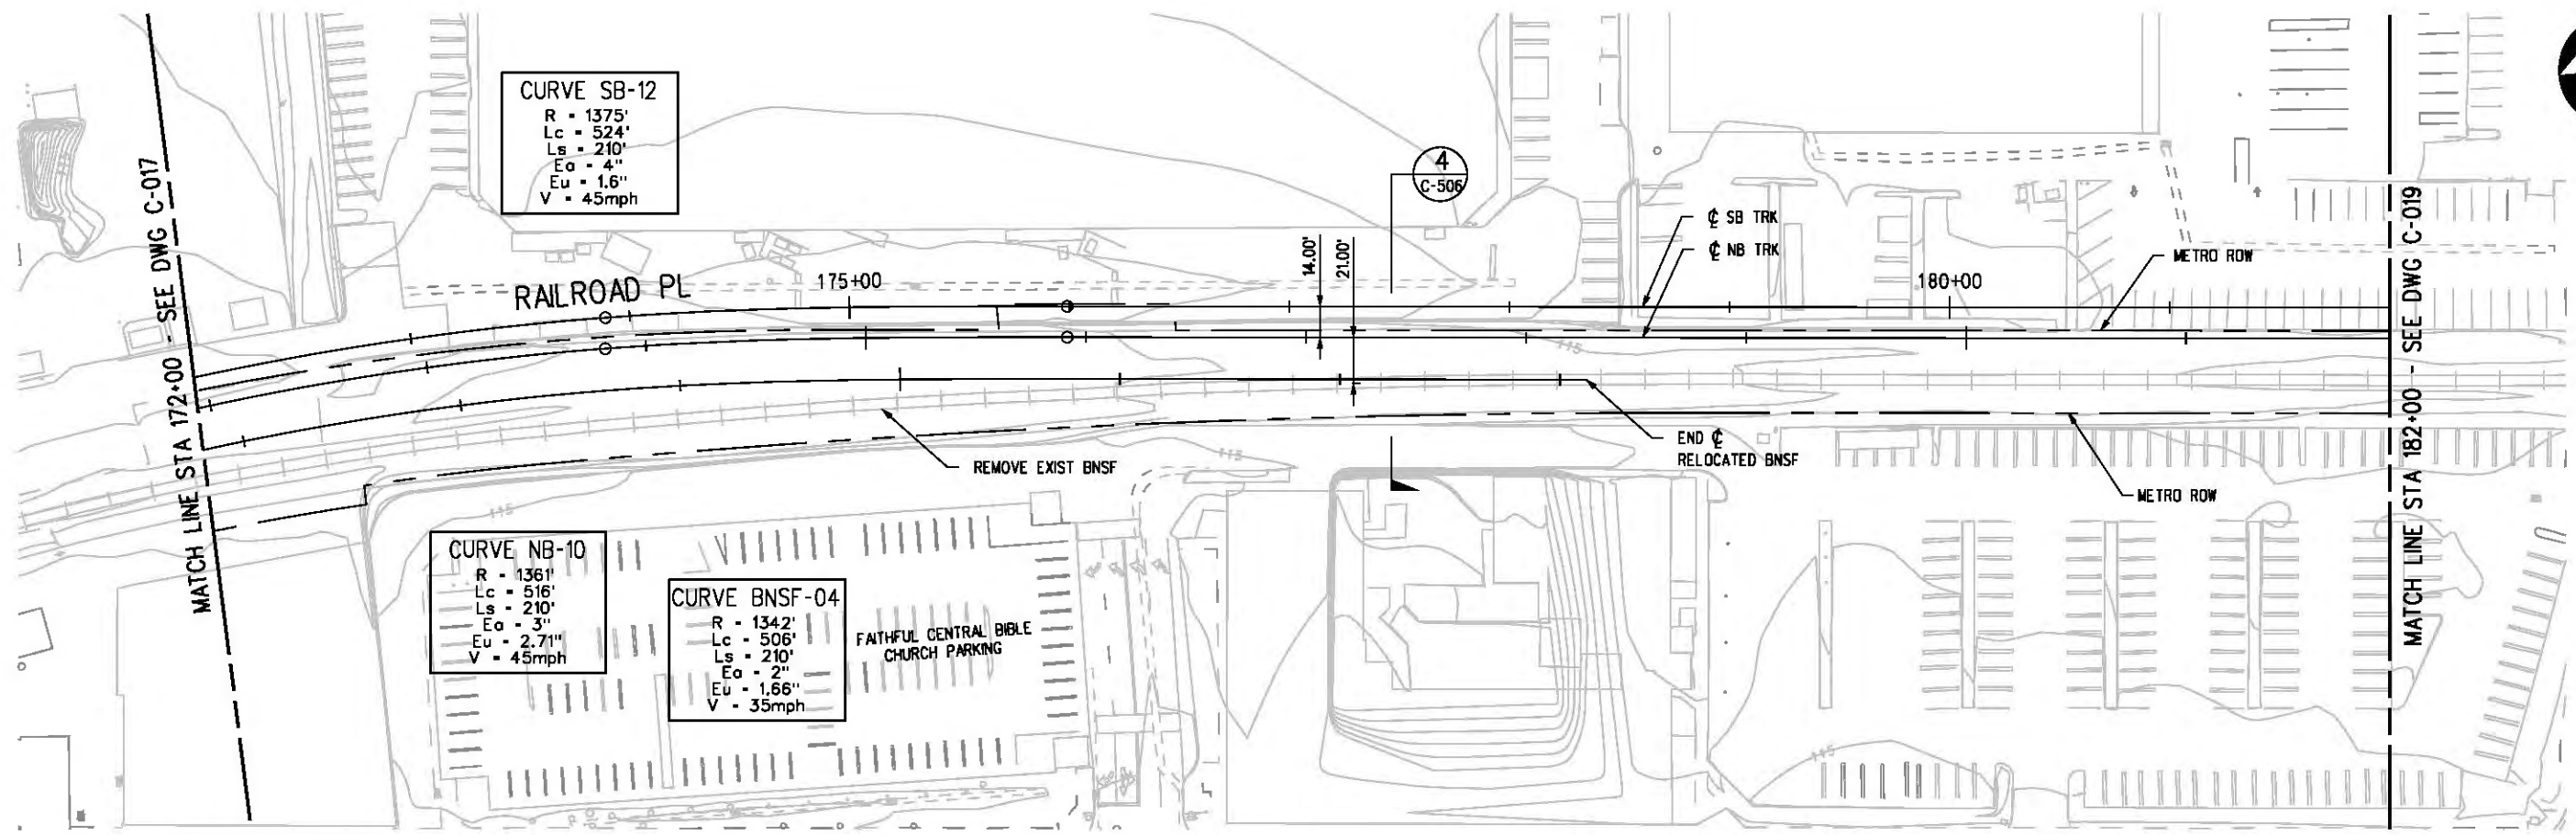 CURVE SB-12
R = 1375'
Lc = 524'
Ls = 210'
Ea = 4"
Eu = 1.6"
V = 45mph
4
C-506
MATCH LINE STA 172+00 - SEE DWG C-017
RAILROAD PL
175+00
14.00'
21.00'
℄ SB TRK
℄ NB TRK
180+00
METRO ROW
MATCH LINE STA 182+00 - SEE DWG C-019
115
REMOVE EXIST BNSF
END ℄
RELOCATED BNSF
METRO ROW
115
115
CURVE NB-10
R = 1361'
Lc = 516'
Ls = 210'
Ea = 3"
Eu = 2.71"
V = 45mph
CURVE BNSF-04
R = 1342'
Lc = 506'
Ls = 210'
Ea = 2"
Eu = 1.66"
V = 35mph
FAITHFUL CENTRAL BIBLE
CHURCH PARKING
115